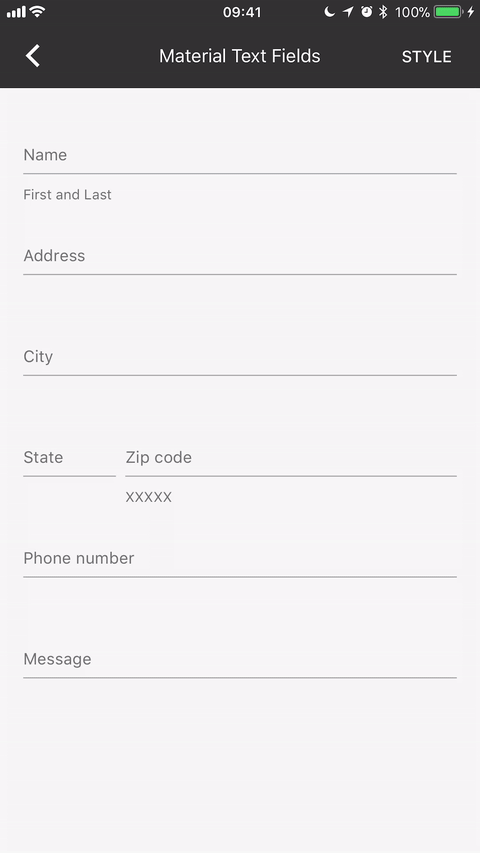 09:41 100%
Material Text Fields STYLE
Name
First and Last
Address
City
State Zip code
XXXXX
Phone number
Message